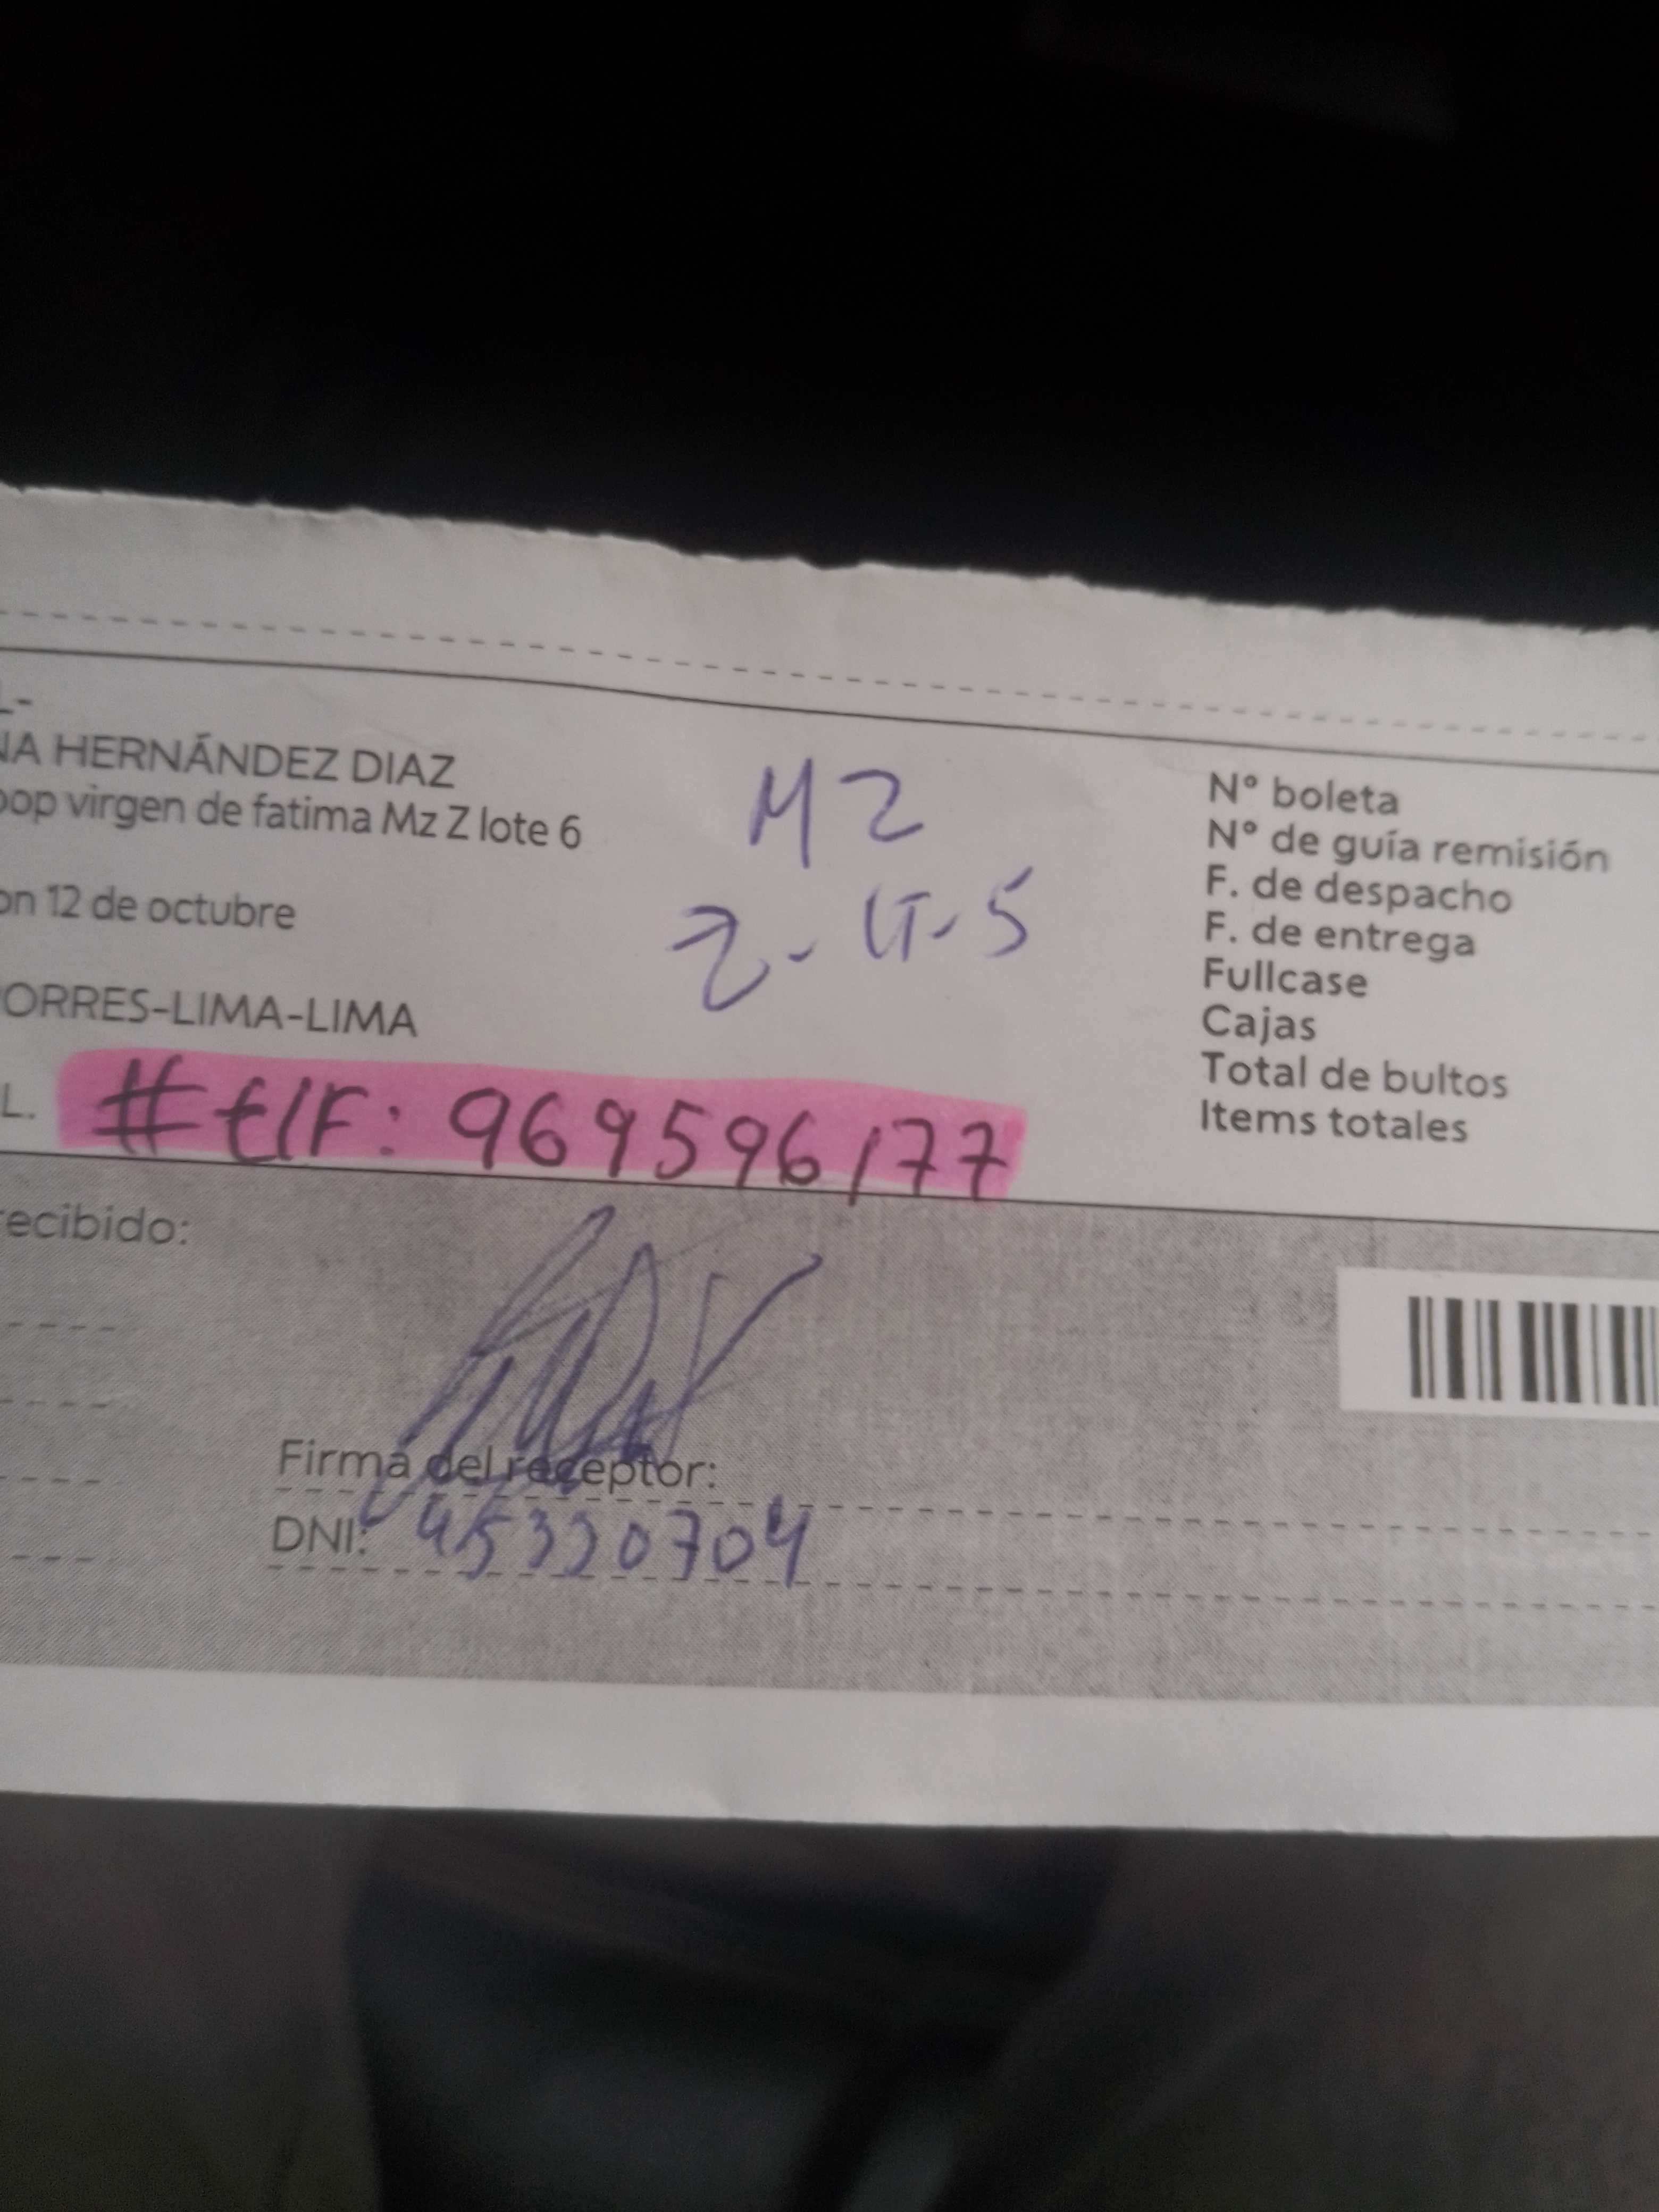 L-
NA HERNÁNDEZ DIAZ
oop virgen de fatima Mz Z lote 6
on 12 de octubre
ORRES-LIMA-LIMA
L.
MZ
Z- LT-5
#tlF: 969596177
N° boleta
N° de guía remisión
F. de despacho
F. de entrega
Fullcase
Cajas
Total de bultos
Items totales
recibido:
Firma del receptor:
DNI: 45330704